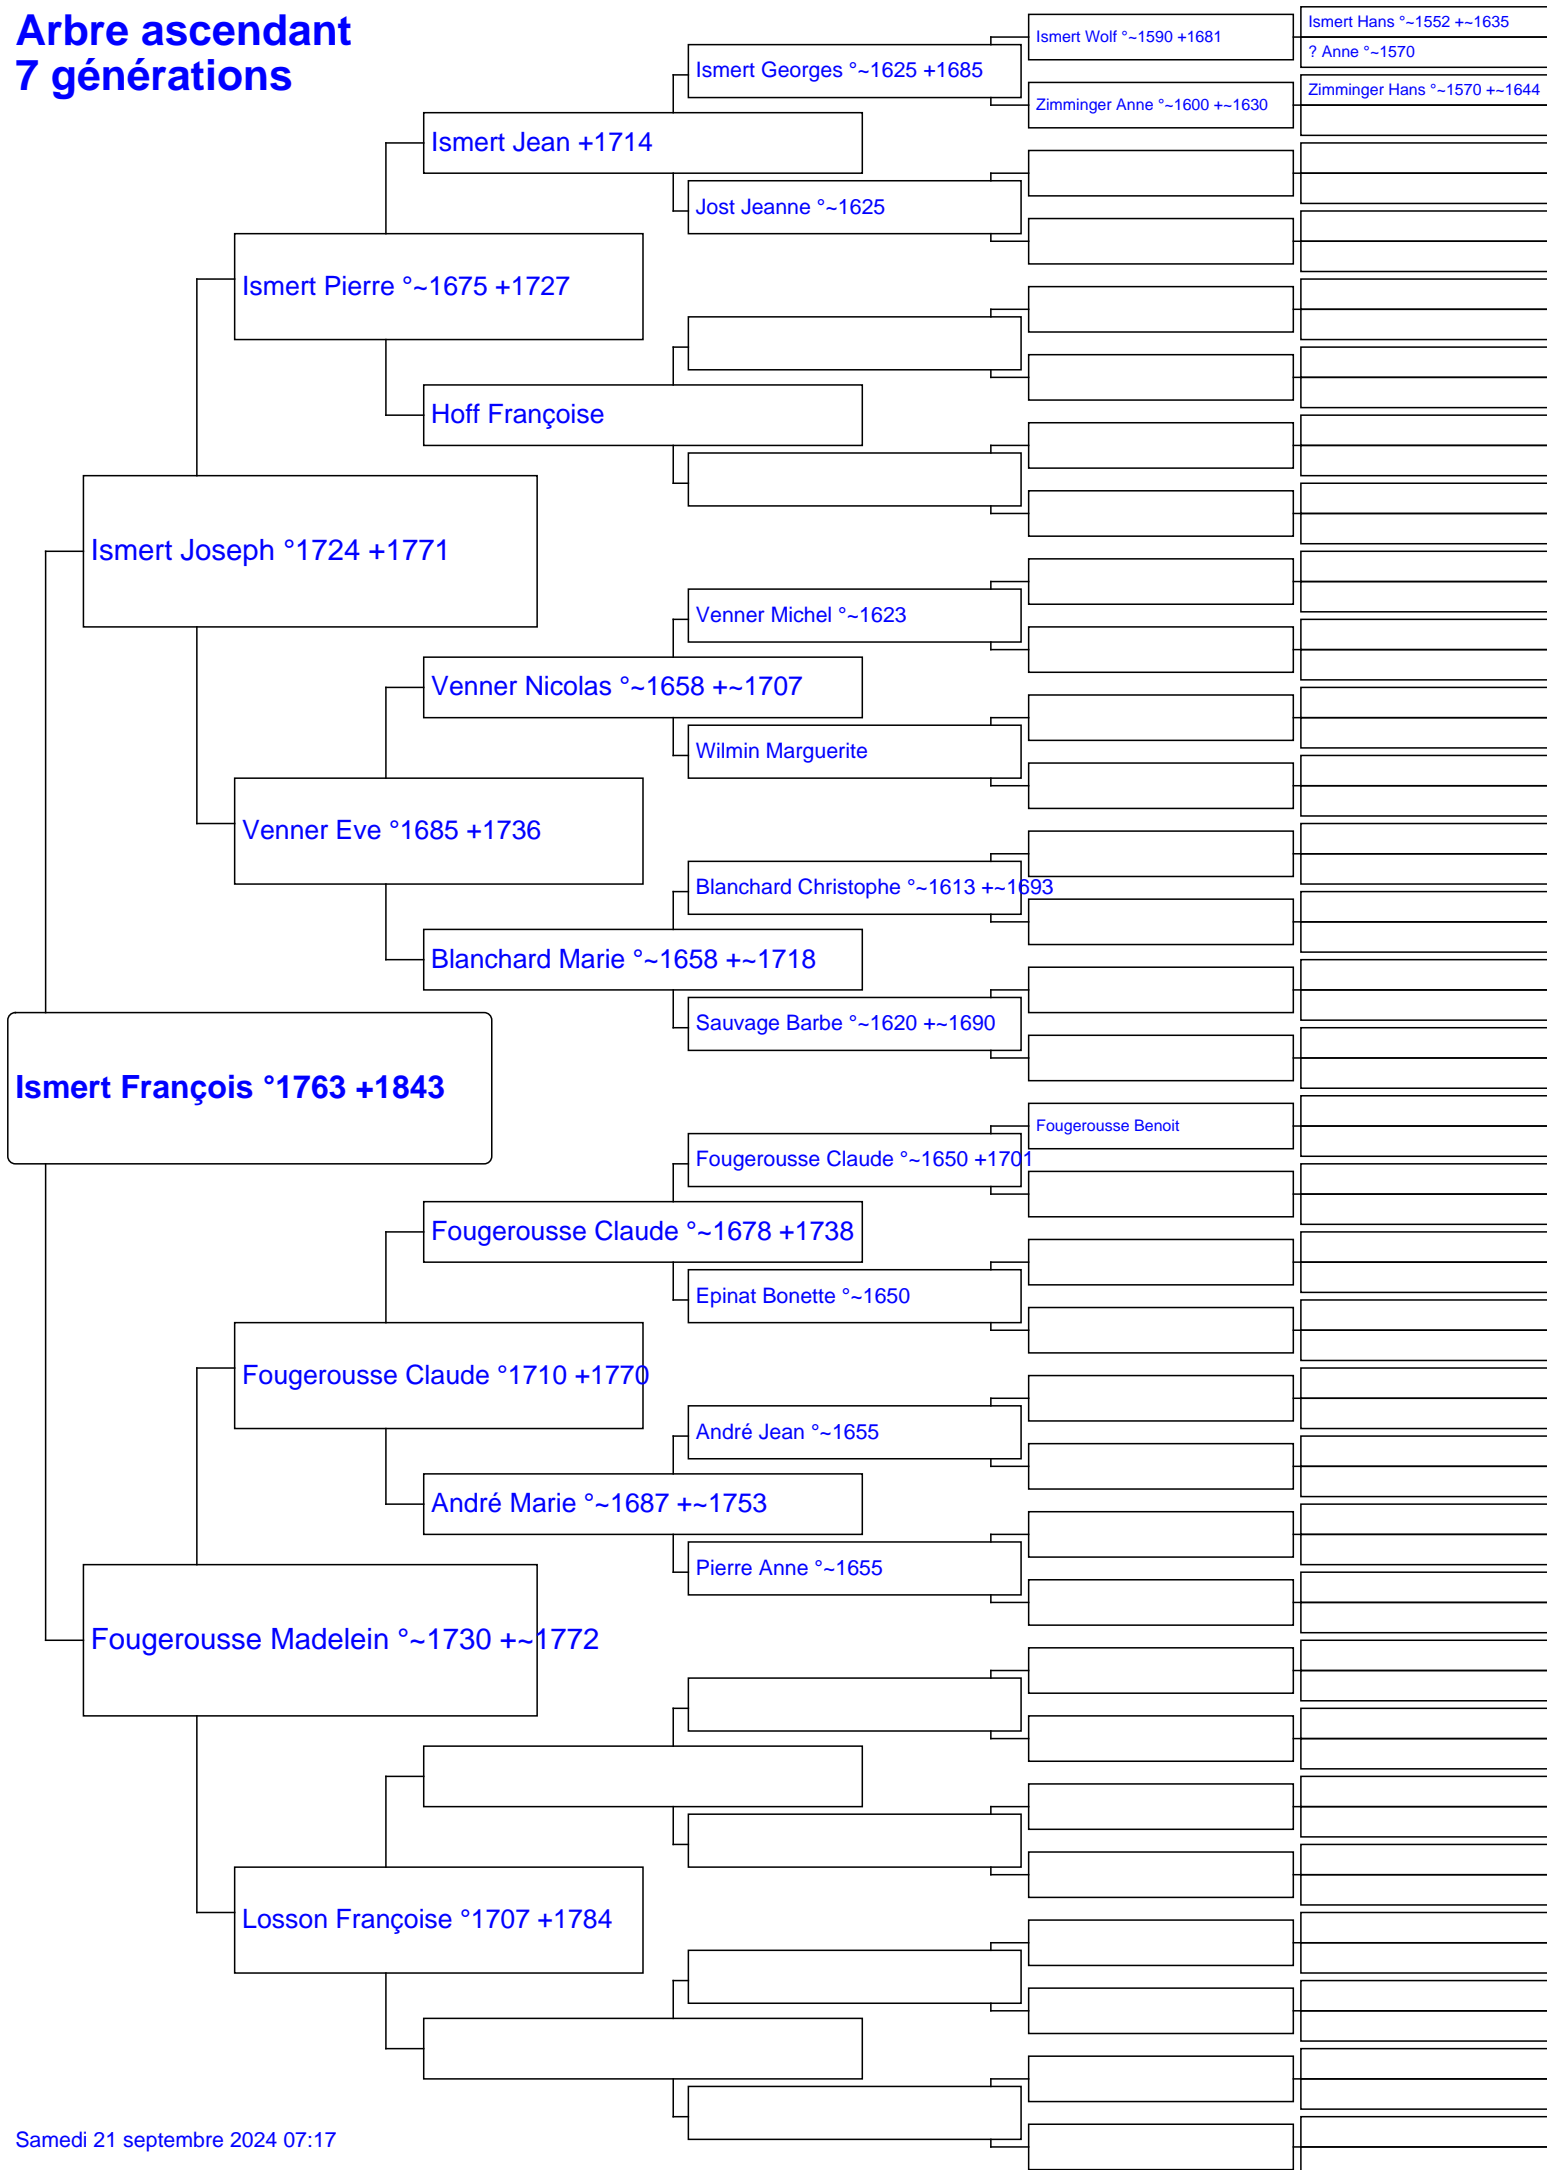 Arbre ascendant
7 générations
Ismert Hans °~1552 +~1635
Ismert Wolf °~1590 +1681
? Anne °~1570
Ismert Georges °~1625 +1685
Zimminger Hans °~1570 +~1644
Zimminger Anne °~1600 +~1630
Ismert Jean +1714
Jost Jeanne °~1625
Ismert Pierre °~1675 +1727
Hoff Françoise
Ismert Joseph °1724 +1771
Venner Michel °~1623
Venner Nicolas °~1658 +~1707
Wilmin Marguerite
Venner Eve °1685 +1736
Blanchard Christophe °~1613 +~1693
Blanchard Marie °~1658 +~1718
Sauvage Barbe °~1620 +~1690
Ismert François °1763 +1843
Fougerousse Benoit
Fougerousse Claude °~1650 +1701
Fougerousse Claude °~1678 +1738
Epinat Bonette °~1650
Fougerousse Claude °1710 +1770
André Jean °~1655
André Marie °~1687 +~1753
Pierre Anne °~1655
Fougerousse Madelein °~1730 +~1772
Losson Françoise °1707 +1784
Samedi 21 septembre 2024 07:17